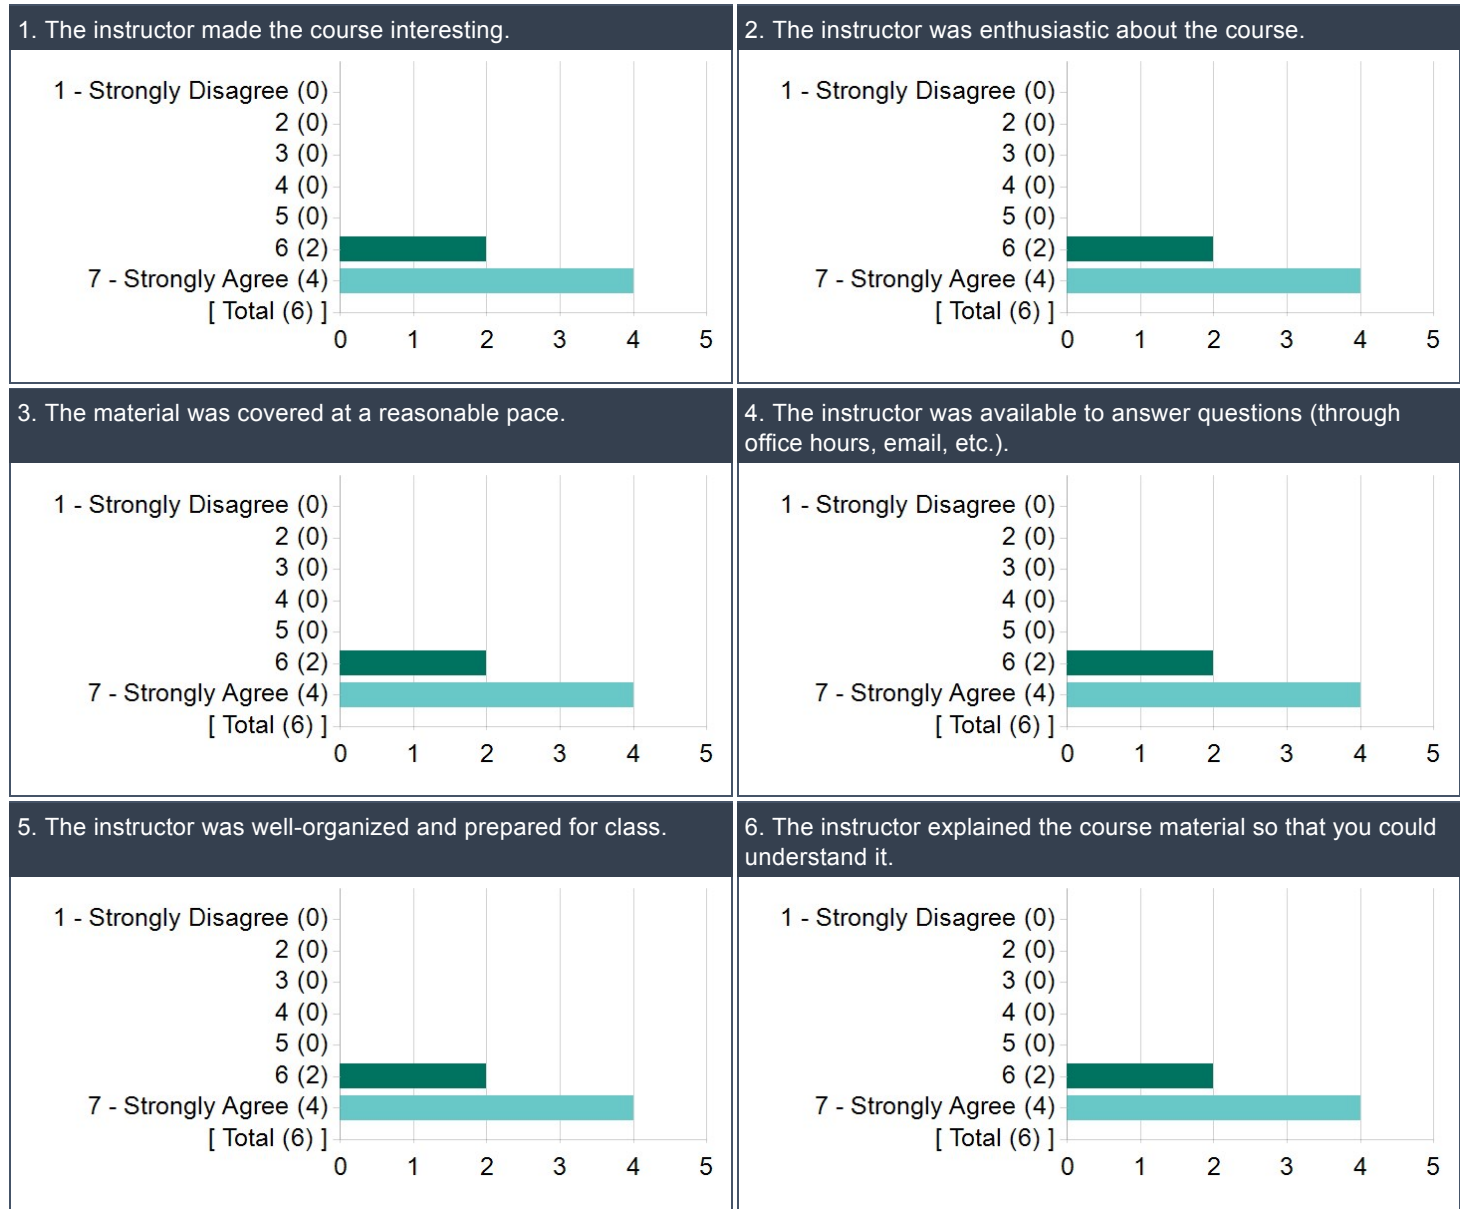 1. The instructor made the course interesting.
1 - Strongly Disagree (0)
2 (0)
3 (0)
4 (0)
5 (0)
6 (2)
7 - Strongly Agree (4)
[ Total (6) ]
0 1 2 3 4 5
2. The instructor was enthusiastic about the course.
1 - Strongly Disagree (0)
2 (0)
3 (0)
4 (0)
5 (0)
6 (2)
7 - Strongly Agree (4)
[ Total (6) ]
0 1 2 3 4 5
3. The material was covered at a reasonable pace.
1 - Strongly Disagree (0)
2 (0)
3 (0)
4 (0)
5 (0)
6 (2)
7 - Strongly Agree (4)
[ Total (6) ]
0 1 2 3 4 5
4. The instructor was available to answer questions (through
office hours, email, etc.).
1 - Strongly Disagree (0)
2 (0)
3 (0)
4 (0)
5 (0)
6 (2)
7 - Strongly Agree (4)
[ Total (6) ]
0 1 2 3 4 5
5. The instructor was well-organized and prepared for class.
1 - Strongly Disagree (0)
2 (0)
3 (0)
4 (0)
5 (0)
6 (2)
7 - Strongly Agree (4)
[ Total (6) ]
0 1 2 3 4 5
6. The instructor explained the course material so that you could
understand it.
1 - Strongly Disagree (0)
2 (0)
3 (0)
4 (0)
5 (0)
6 (2)
7 - Strongly Agree (4)
[ Total (6) ]
0 1 2 3 4 5